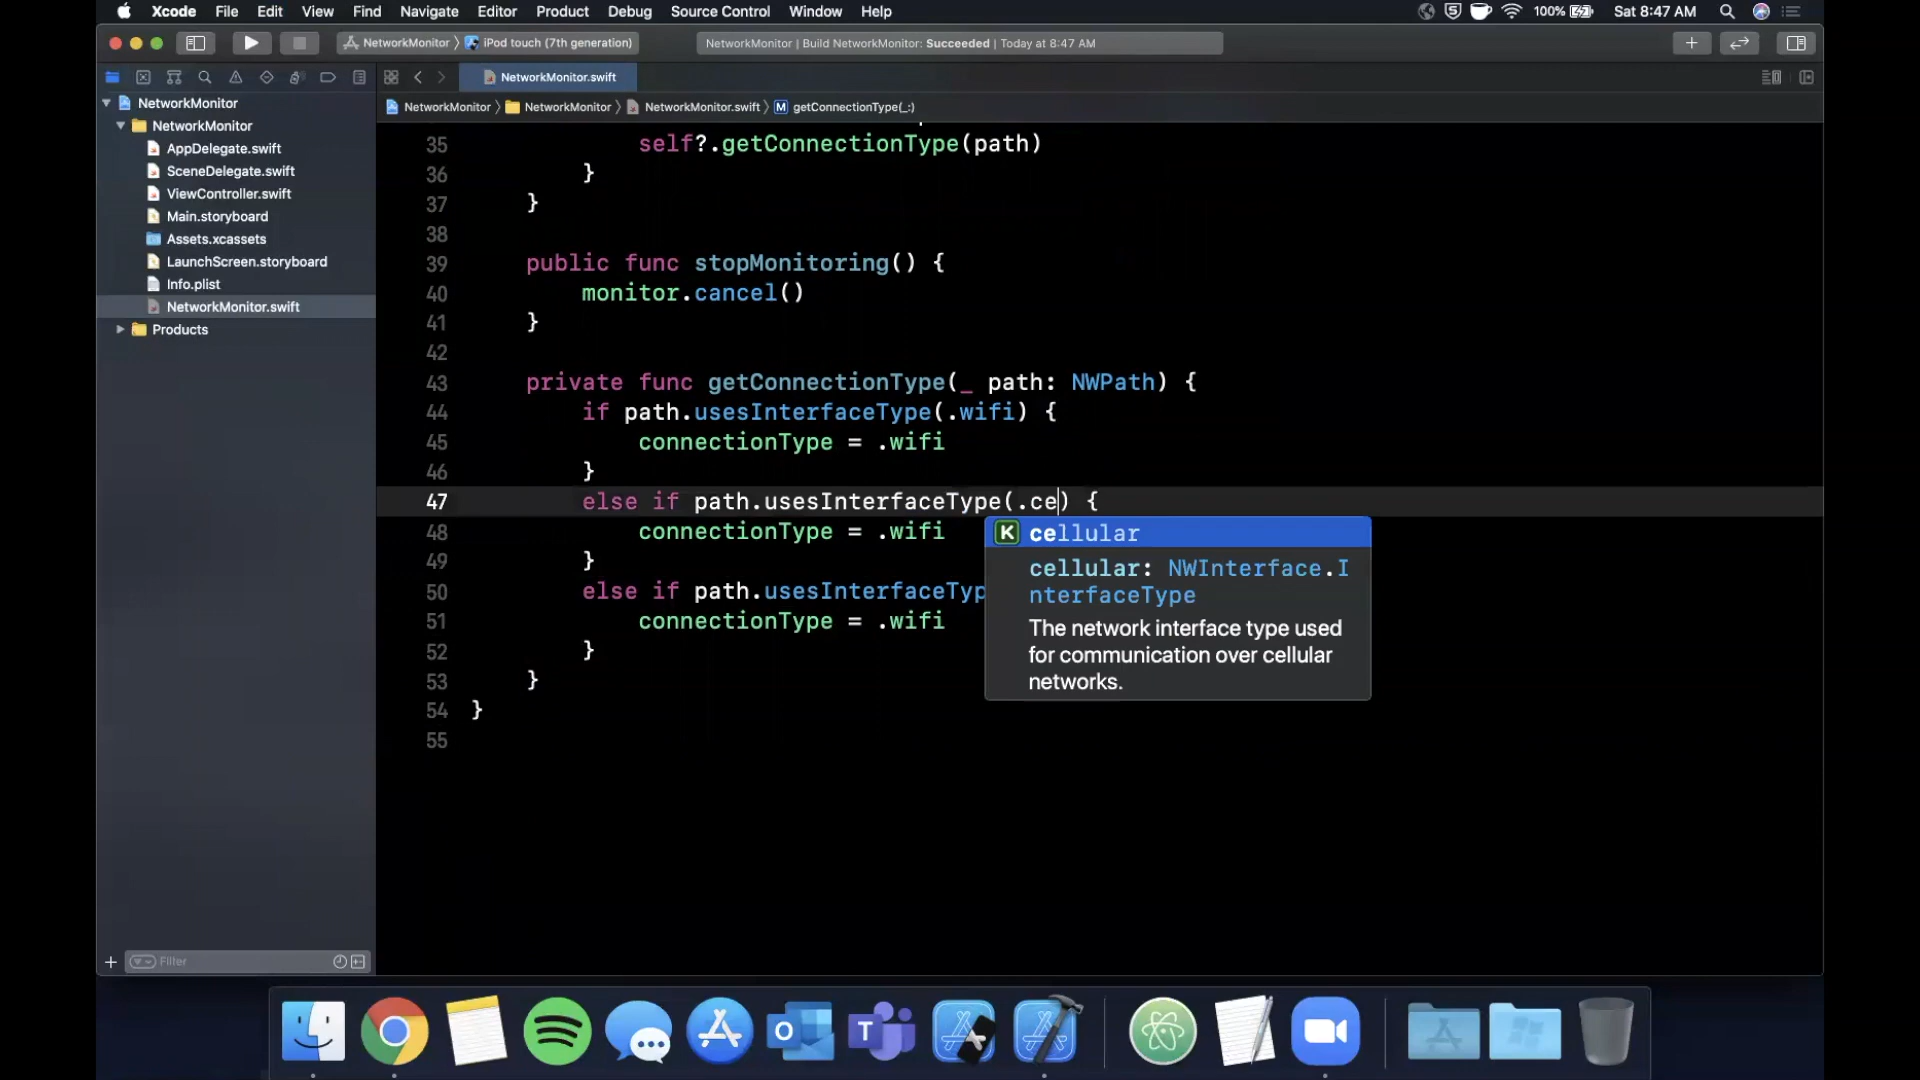 Xcode File Edit View Find Navigate Editor Product Debug Source Control Window Help 100% Sat 8:47 AM
NetworkMonitor iPod touch (7th generation) NetworkMonitor | Build NetworkMonitor: Succeeded | Today at 8:47 AM
NetworkMonitor.swift
NetworkMonitor NetworkMonitor NetworkMonitor.swift M getConnectionType(_:)
NetworkMonitor
NetworkMonitor
AppDelegate.swift
SceneDelegate.swift
ViewController.swift
Main.storyboard
Assets.xcassets
LaunchScreen.storyboard
Info.plist
NetworkMonitor.swift
Products
Filter
35 self?.getConnectionType(path)
36 }
37 }
38
39 public func stopMonitoring() {
40 monitor.cancel()
41 }
42
43 private func getConnectionType(_ path: NWPath) {
44 if path.usesInterfaceType(.wifi) {
45 connectionType = .wifi
46 }
47 else if path.usesInterfaceType(.ce) {
48 connectionType = .wifi
49 }
50 else if path.usesInterfaceTyp
51 connectionType = .wifi
52 }
53 }
54 }
55
K cellular
cellular: NWInterface.I
nterfaceType
The network interface type used
for communication over cellular
networks.